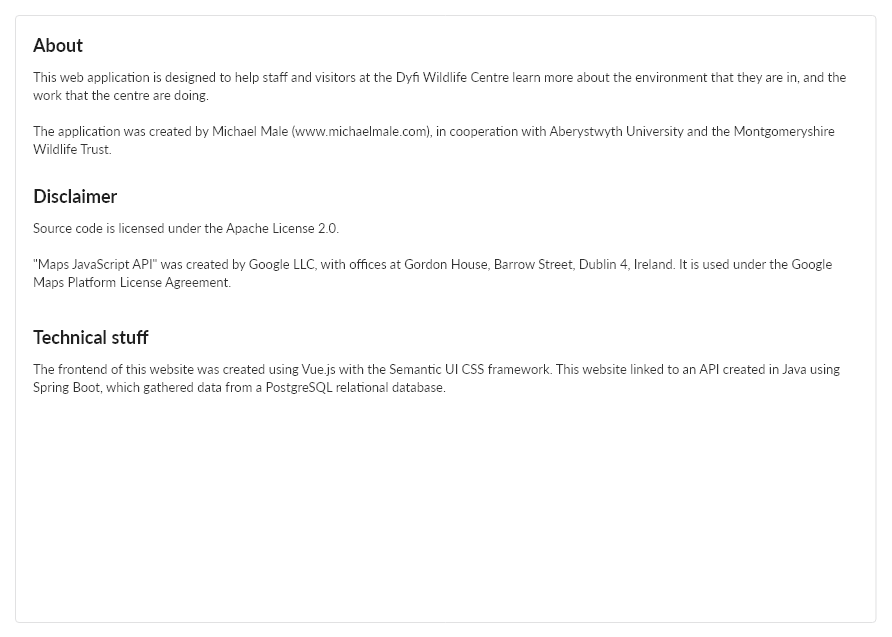 About
This web application is designed to help staff and visitors at the Dyfi Wildlife Centre learn more about the environment that they are in, and the
work that the centre are doing.
The application was created by Michael Male (www.michaelmale.com), in cooperation with Aberystwyth University and the Montgomeryshire
Wildlife Trust.
Disclaimer
Source code is licensed under the Apache License 2.0.
"Maps JavaScript API" was created by Google LLC, with offices at Gordon House, Barrow Street, Dublin 4, Ireland. It is used under the Google
Maps Platform License Agreement.
Technical stuff
The frontend of this website was created using Vue.js with the Semantic UI CSS framework. This website linked to an API created in Java using
Spring Boot, which gathered data from a PostgreSQL relational database.